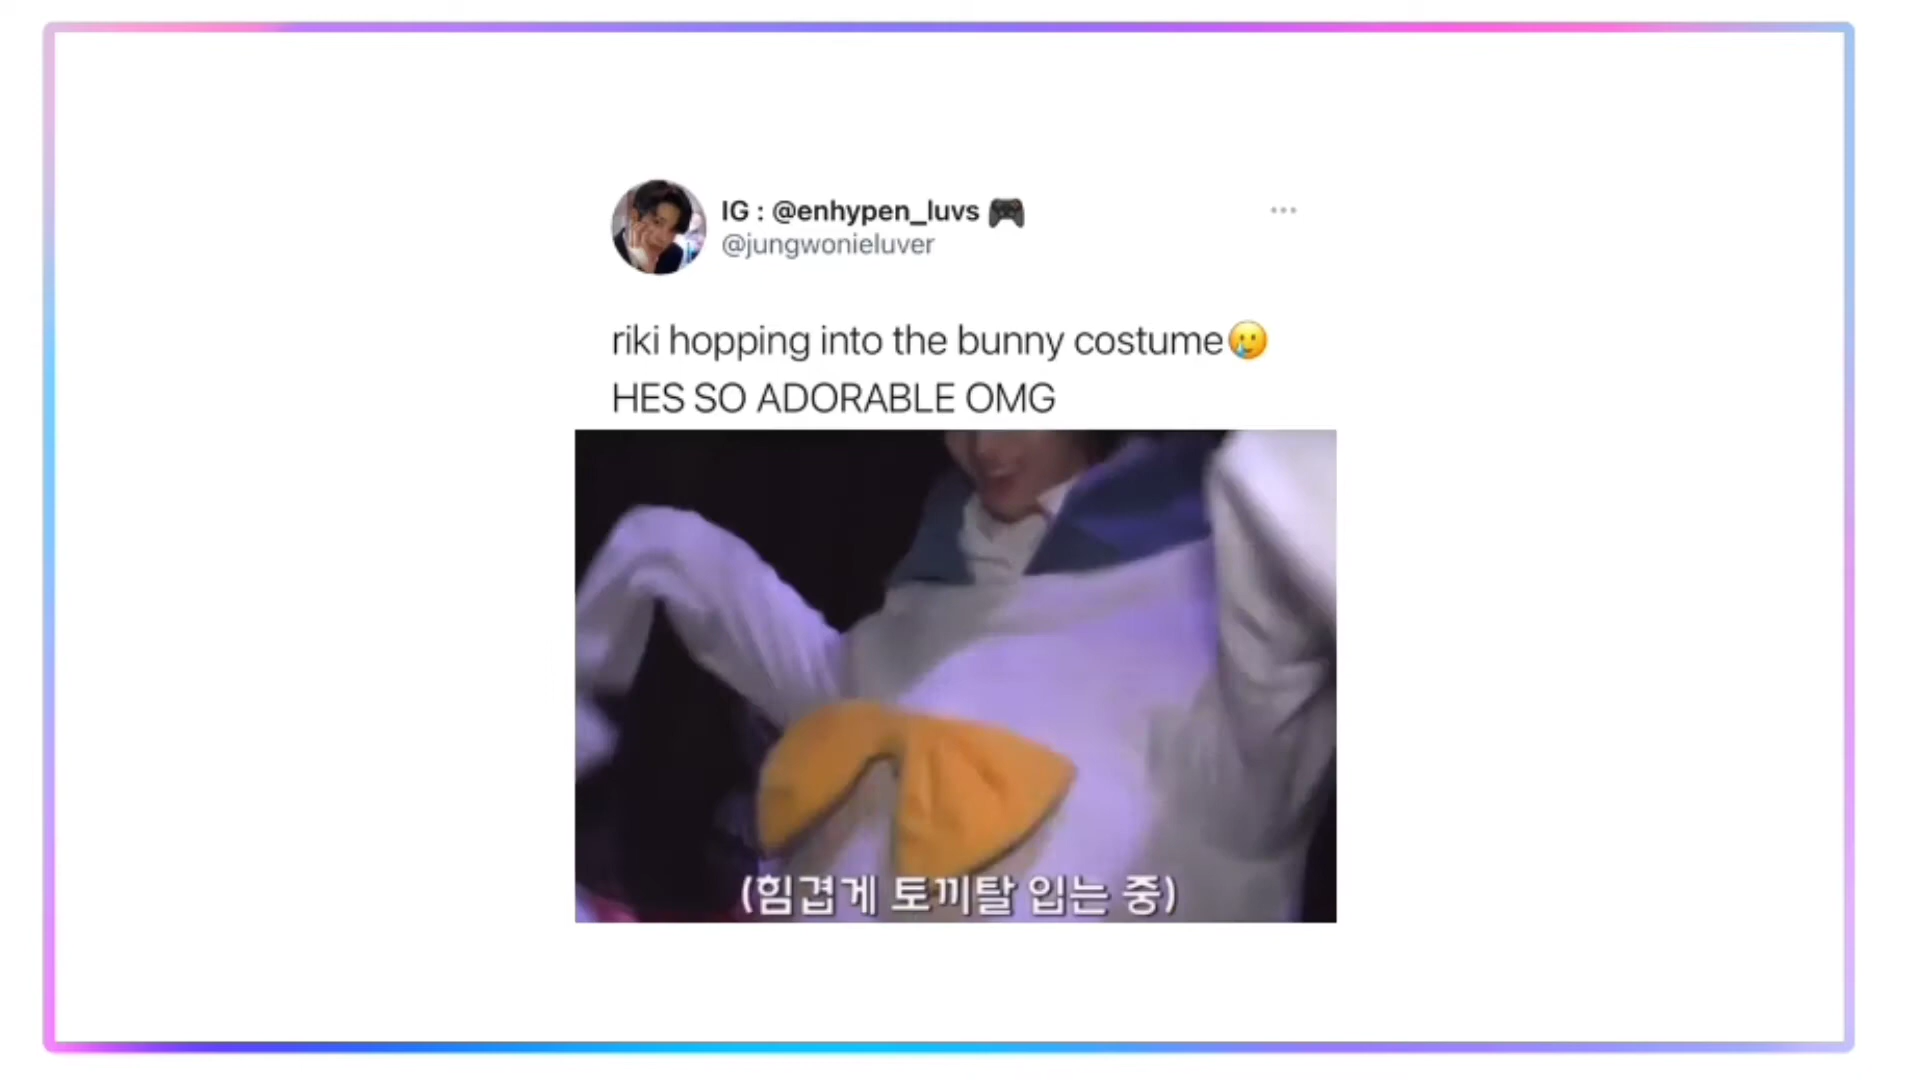 IG : @enhypen_luvs 🎮
@jungwonieluver
riki hopping into the bunny costume🥲
HES SO ADORABLE OMG
(힘겹게 토끼탈 입는 중)